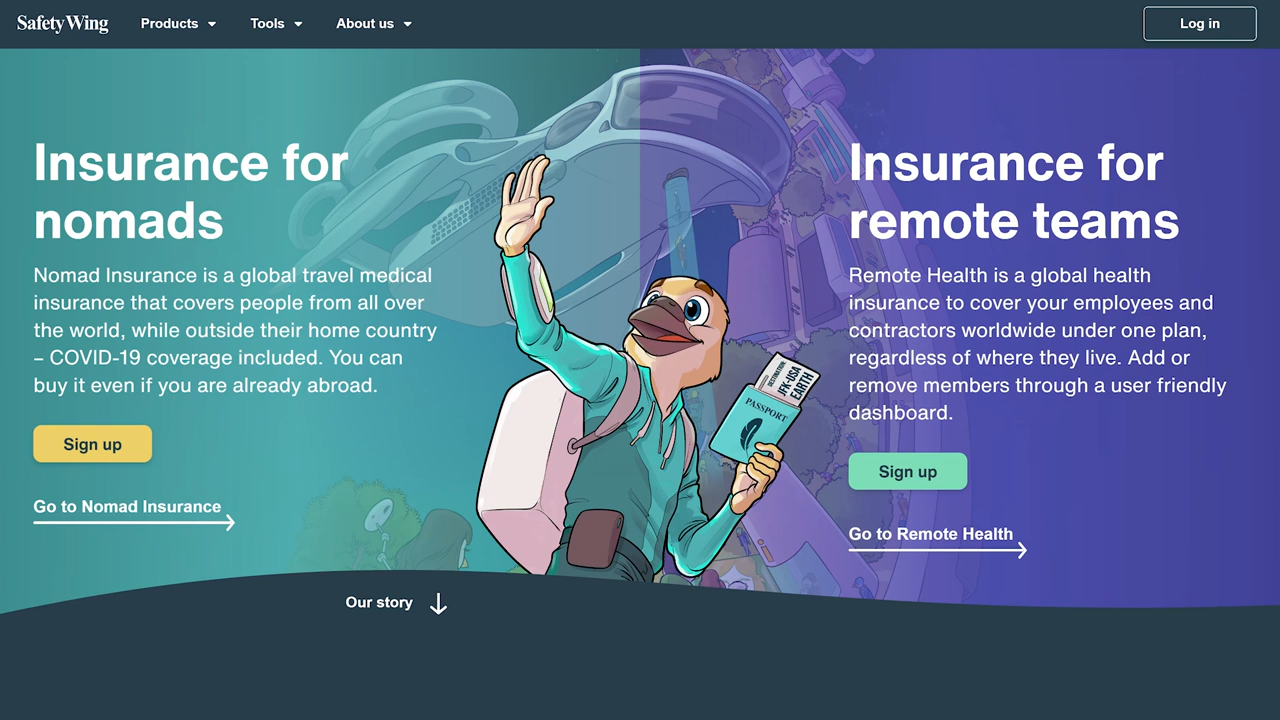 SafetyWing
Products
Tools
About us
Log in
Insurance for
nomads
Nomad Insurance is a global travel medical
insurance that covers people from all over
the world, while outside their home country
– COVID-19 coverage included. You can
buy it even if you are already abroad.
Sign up
Go to Nomad Insurance
DESTINATION
JFK-USA
EARTH
PASSPORT
Insurance for
remote teams
Remote Health is a global health
insurance to cover your employees and
contractors worldwide under one plan,
regardless of where they live. Add or
remove members through a user friendly
dashboard.
Sign up
Go to Remote Health
Our story